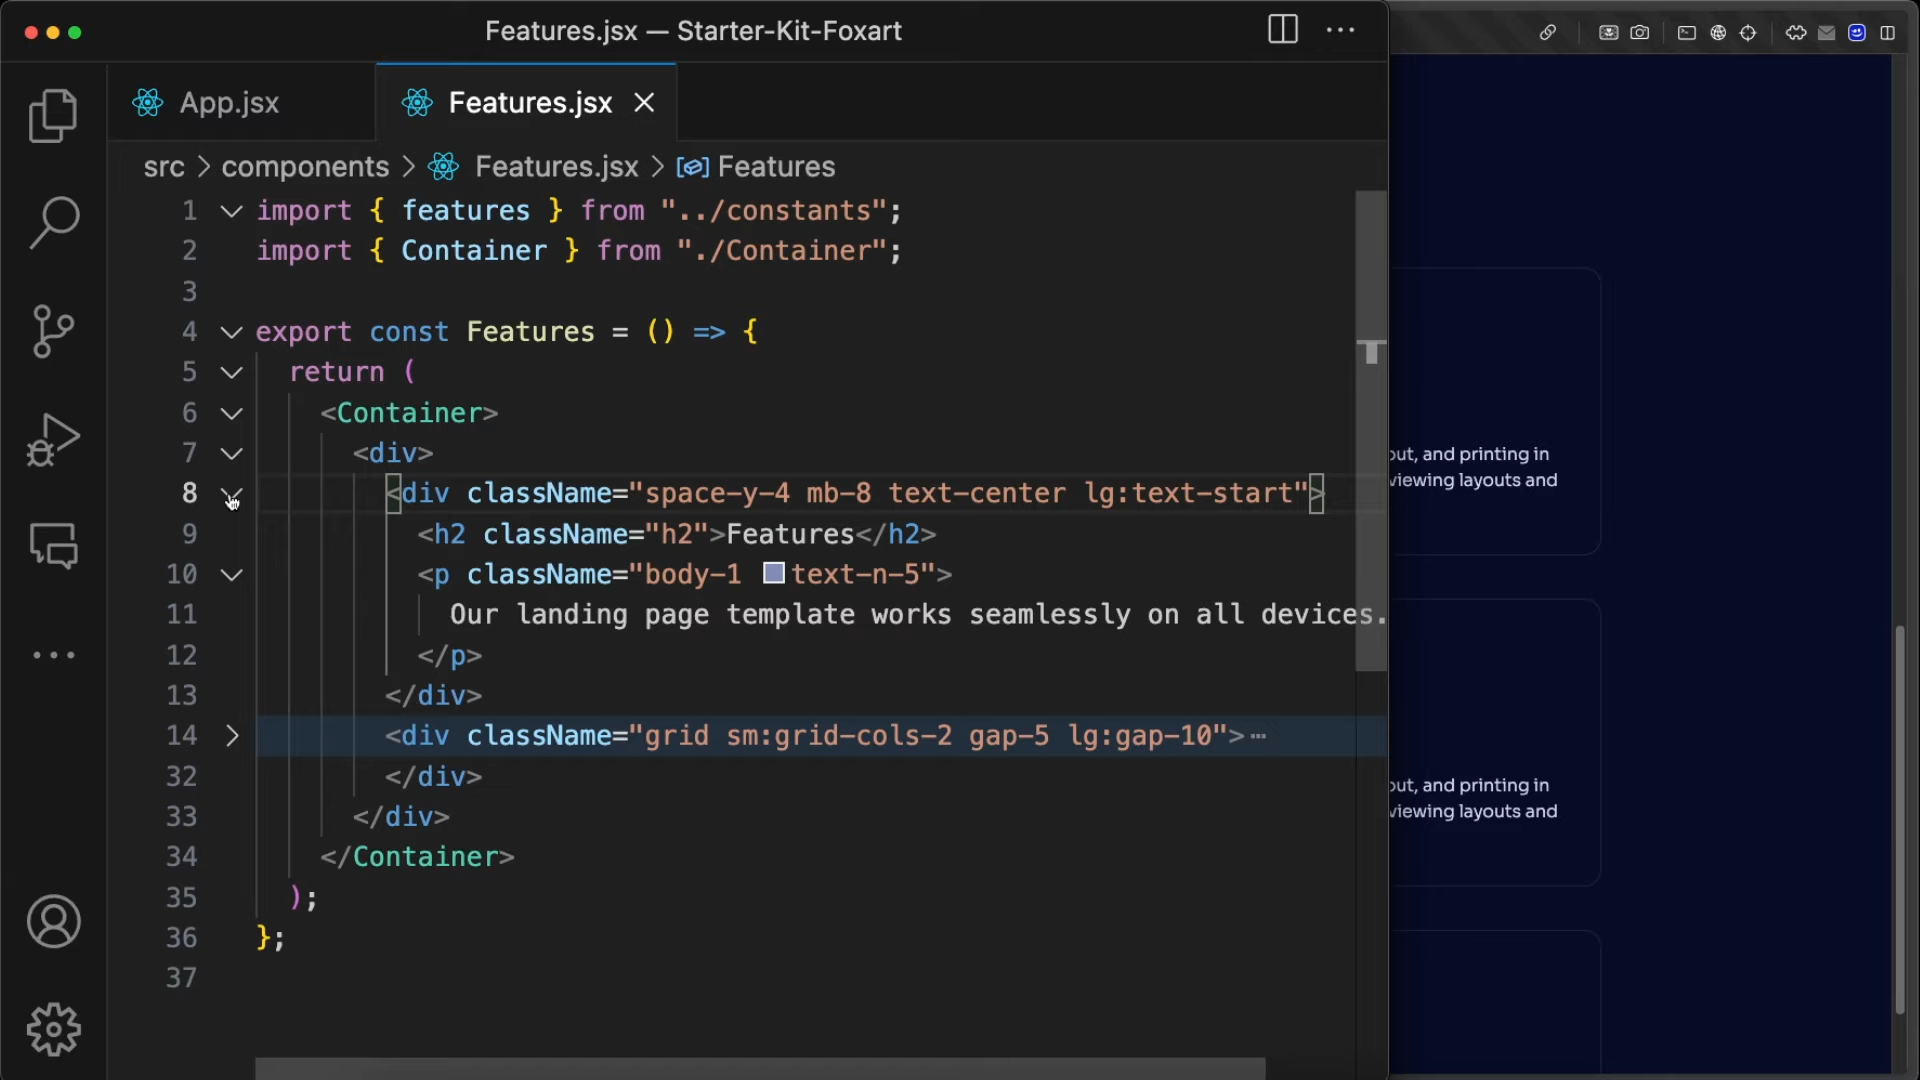 Features.jsx — Starter-Kit-Foxart
App.jsx
Features.jsx
src > components > Features.jsx > Features
1 import { features } from "../constants";
2 import { Container } from "./Container";
3
4 export const Features = () => {
5 return (
6 <Container>
7 <div>
8 <div className="space-y-4 mb-8 text-center lg:text-start">
9 <h2 className="h2">Features</h2>
10 <p className="body-1 text-n-5">
11 Our landing page template works seamlessly on all devices.
12 </p>
13 </div>
14 <div className="grid sm:grid-cols-2 gap-5 lg:gap-10">⋯
32 </div>
33 </div>
34 </Container>
35 );
36 };
37
out, and printing in
viewing layouts and
out, and printing in
viewing layouts and